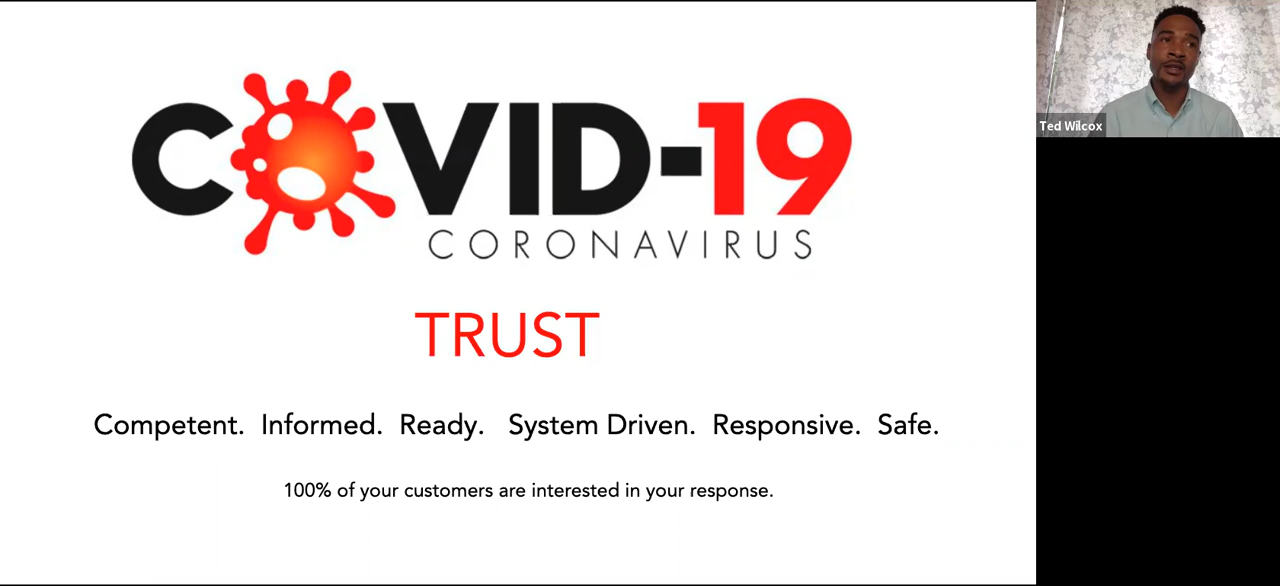 COVID-19
CORONAVIRUS
TRUST
Competent. Informed. Ready. System Driven. Responsive. Safe.
100% of your customers are interested in your response.
Ted Wilcox